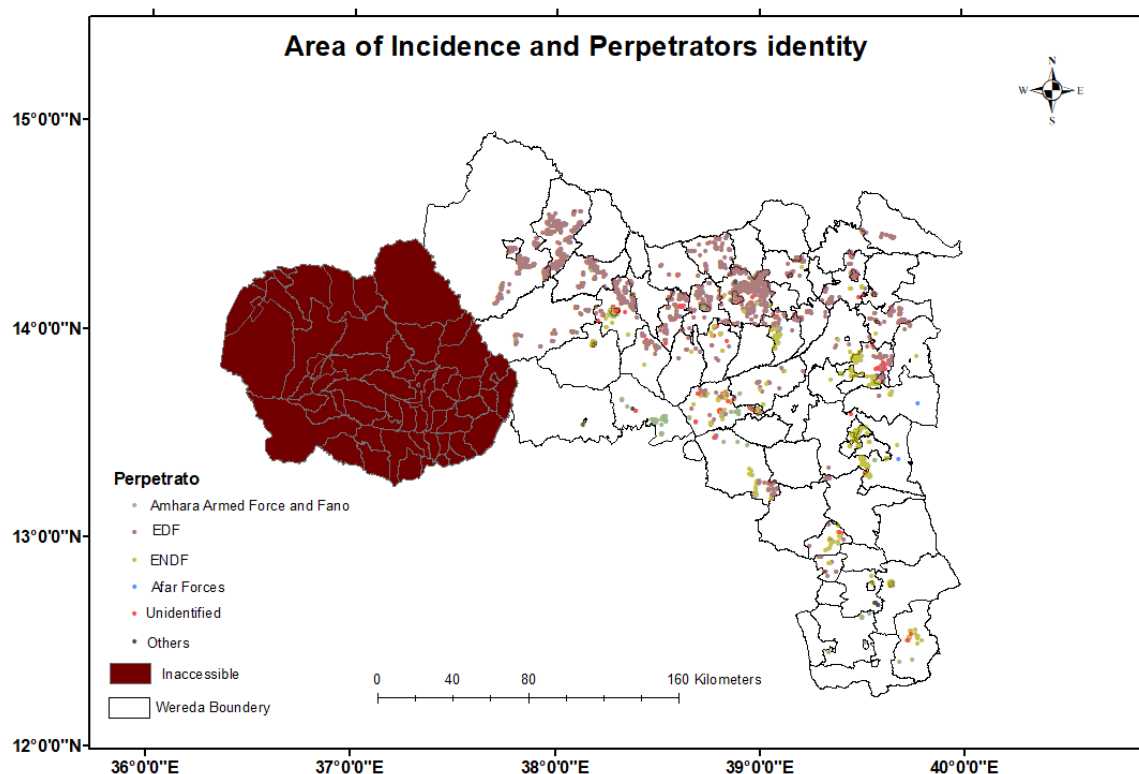 Area of Incidence and Perpetrators identity
N
W E
S
15°0'0"N
14°0'0"N
13°0'0"N
12°0'0"N
Perpetrato
Amhara Armed Force and Fano
EDF
ENDF
Afar Forces
Unidentified
Others
Inaccessible
Wereda Boundery
0 40 80 160 Kilometers
36°0'0"E 37°0'0"E 38°0'0"E 39°0'0"E 40°0'0"E